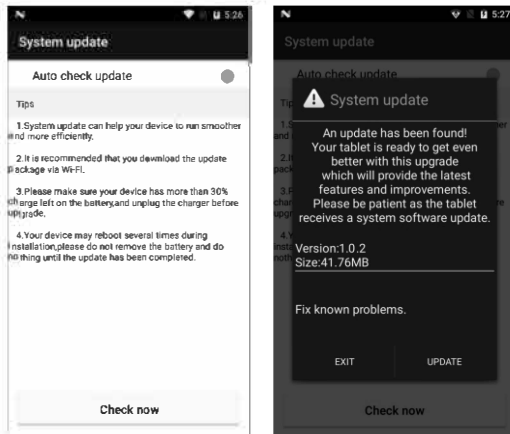 5:26
System update
Auto check update
Tips
1.System update can help your device to run smoother
and more efficiently.
2.It is recommended that you download the update
package via Wi-Fi.
3.Please make sure your device has more than 30%
charge left on the battery,and unplug the charger before
upgrade.
4.Your device may reboot several times during
installation,please do not remove the battery and do
no thing until the update has been completed.
Check now
5:27
System update
Auto check update
System update
An update has been found!
Your tablet is ready to get even
better with this upgrade
which will provide the latest
features and improvements.
Please be patient as the tablet
receives a system software update.
Version:1.0.2
Size:41.76MB
Fix known problems.
EXIT
UPDATE
Check now